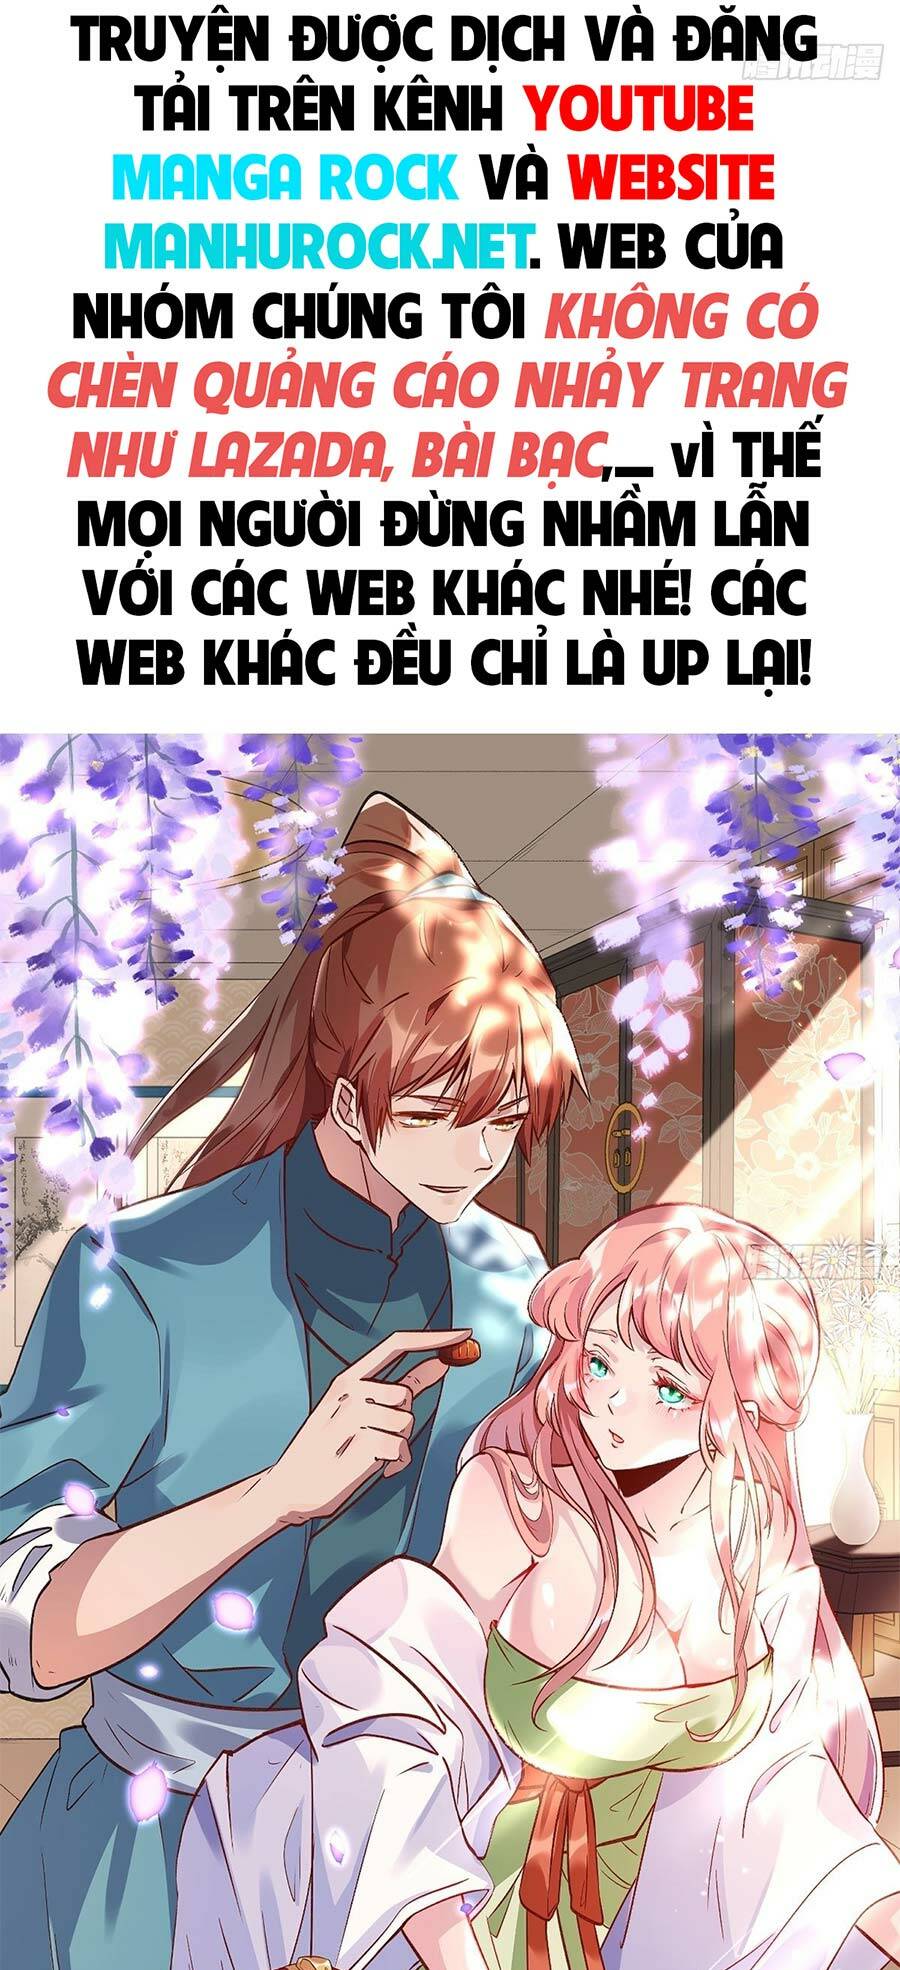 TRUYỆN ĐƯỢC DỊCH VÀ ĐĂNG
TẢI TRÊN KÊNH YOUTUBE
MANGA ROCK VÀ WEBSITE
MANHUROCK.NET. WEB CỦA
NHÓM CHÚNG TÔI KHÔNG CÓ
CHÈN QUẢNG CÁO NHẢY TRANG
NHƯ LAZADA, BÀI BẠC,... VÌ THẾ
MỌI NGƯỜI ĐỪNG NHẦM LẪN
VỚI CÁC WEB KHÁC NHÉ! CÁC
WEB KHÁC ĐỀU CHỈ LÀ UP LẠI!